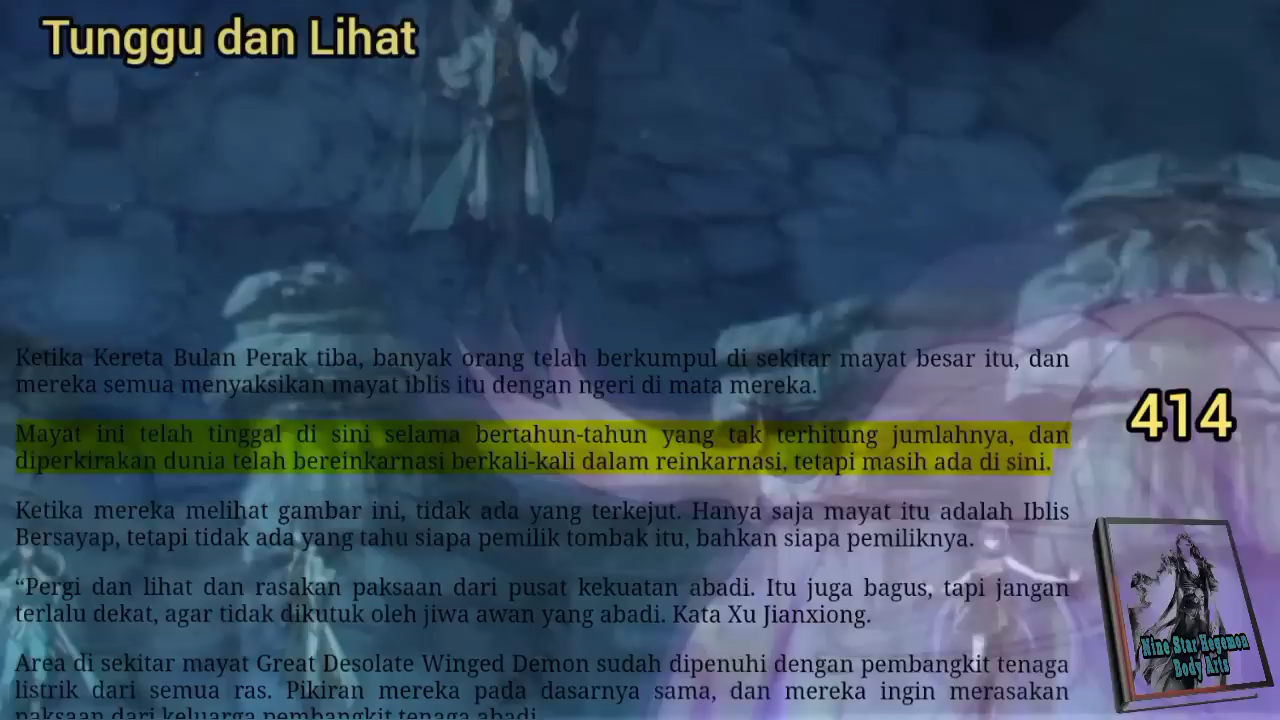 Tunggu dan Lihat
Ketika Kereta Bulan Perak tiba, banyak orang telah berkumpul di sekitar mayat besar itu, dan
mereka semua menyaksikan mayat iblis itu dengan ngeri di mata mereka.
Mayat ini telah tinggal di sini selama bertahun-tahun yang tak terhitung jumlahnya, dan
diperkirakan dunia telah bereinkarnasi berkali-kali dalam reinkarnasi, tetapi masih ada di sini.
414
Ketika mereka melihat gambar ini, tidak ada yang terkejut. Hanya saja mayat itu adalah Iblis
Bersayap, tetapi tidak ada yang tahu siapa pemilik tombak itu, bahkan siapa pemiliknya.
“Pergi dan lihat dan rasakan paksaan dari pusat kekuatan abadi. Itu juga bagus, tapi jangan
terlalu dekat, agar tidak dikutuk oleh jiwa awan yang abadi. Kata Xu Jianxiong.
Area di sekitar mayat Great Desolate Winged Demon sudah dipenuhi dengan pembangkit tenaga
listrik dari semua ras. Pikiran mereka pada dasarnya sama, dan mereka ingin merasakan
paksaan dari keluarga pembangkit tenaga abadi.
Nine Star Hegemon
Body Arts